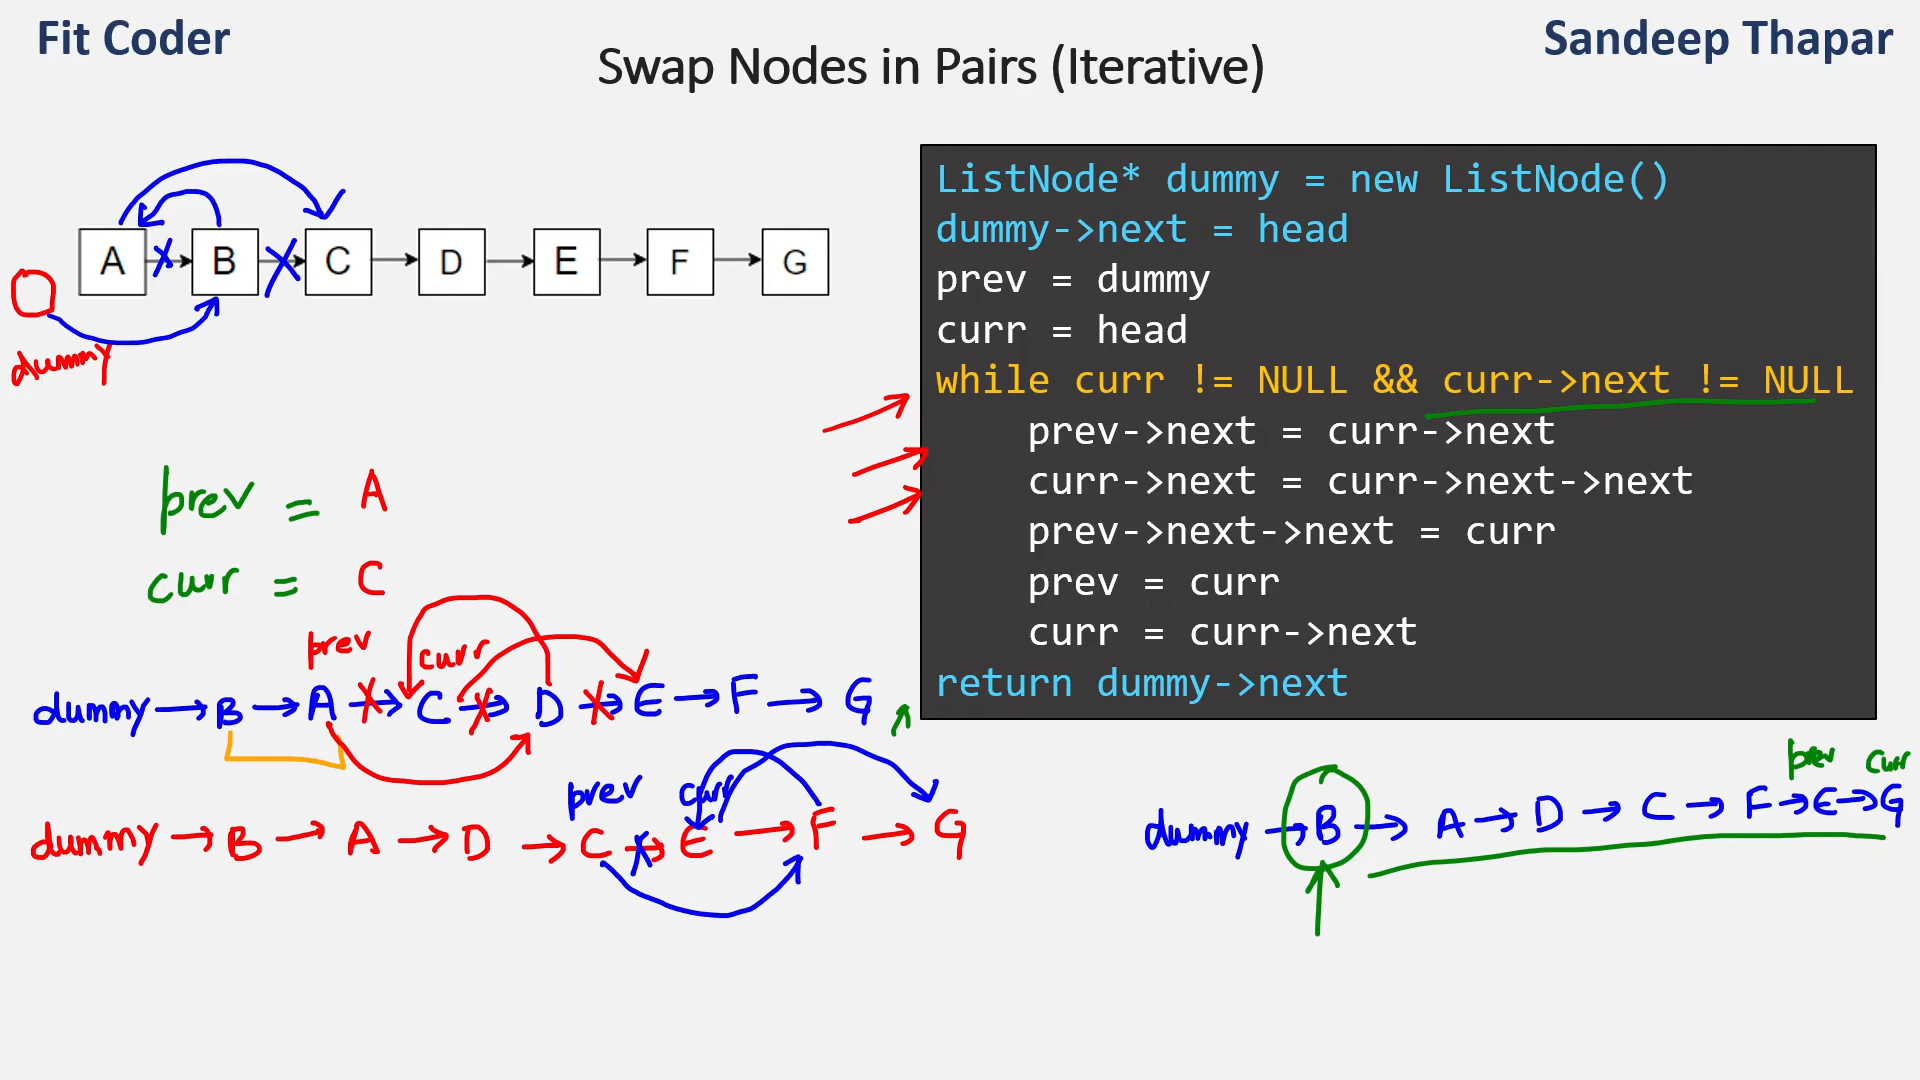 Fit Coder
Sandeep Thapar
Swap Nodes in Pairs (Iterative)
A B C D E F G
dummy
ListNode* dummy = new ListNode()
dummy->next = head
prev = dummy
curr = head
while curr != NULL && curr->next != NULL
prev->next = curr->next
curr->next = curr->next->next
prev->next->next = curr
prev = curr
curr = curr->next
return dummy->next
prev = A
curr = C
prev curr
dummy → B → A → C → D → E → F → G
prev curr
dummy → B → A → D → C → E → F → G
prev curr
dummy → B → A → D → C → F → E → G